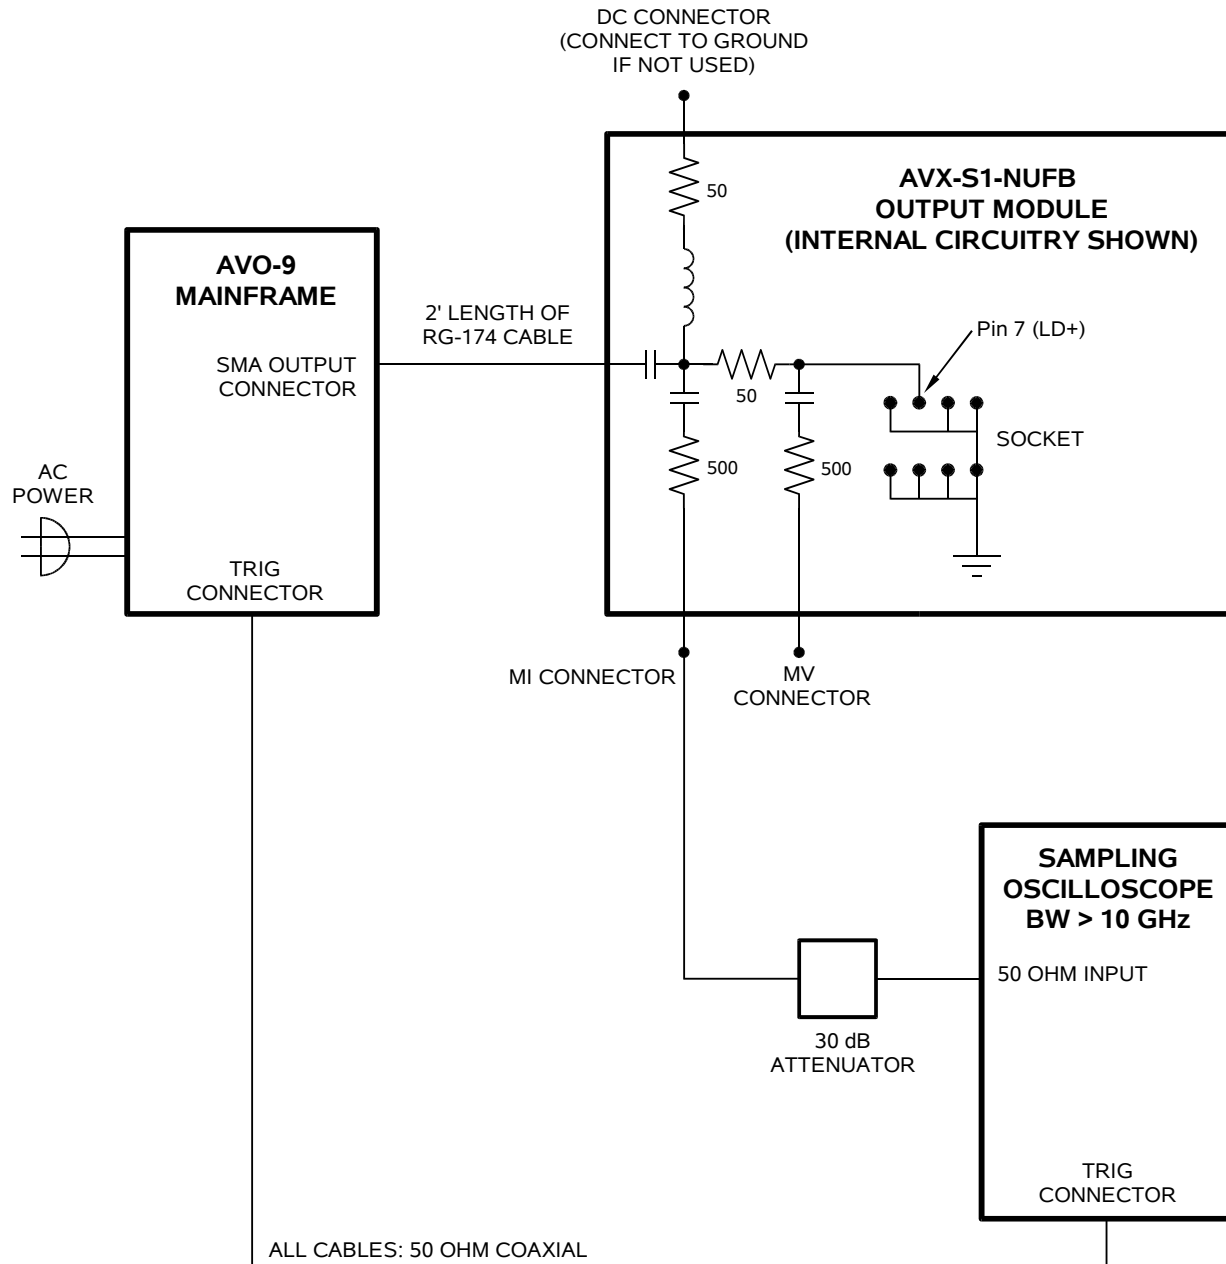 DC CONNECTOR
(CONNECT TO GROUND
IF NOT USED)
50
AVX-S1-NUFB
OUTPUT MODULE
(INTERNAL CIRCUITRY SHOWN)
AVO-9
MAINFRAME
2' LENGTH OF
RG-174 CABLE
Pin 7 (LD+)
SMA OUTPUT
CONNECTOR
50
SOCKET
500
500
AC
POWER
TRIG
CONNECTOR
MI CONNECTOR
MV
CONNECTOR
SAMPLING
OSCILLOSCOPE
BW > 10 GHz
50 OHM INPUT
30 dB
ATTENUATOR
TRIG
CONNECTOR
ALL CABLES: 50 OHM COAXIAL